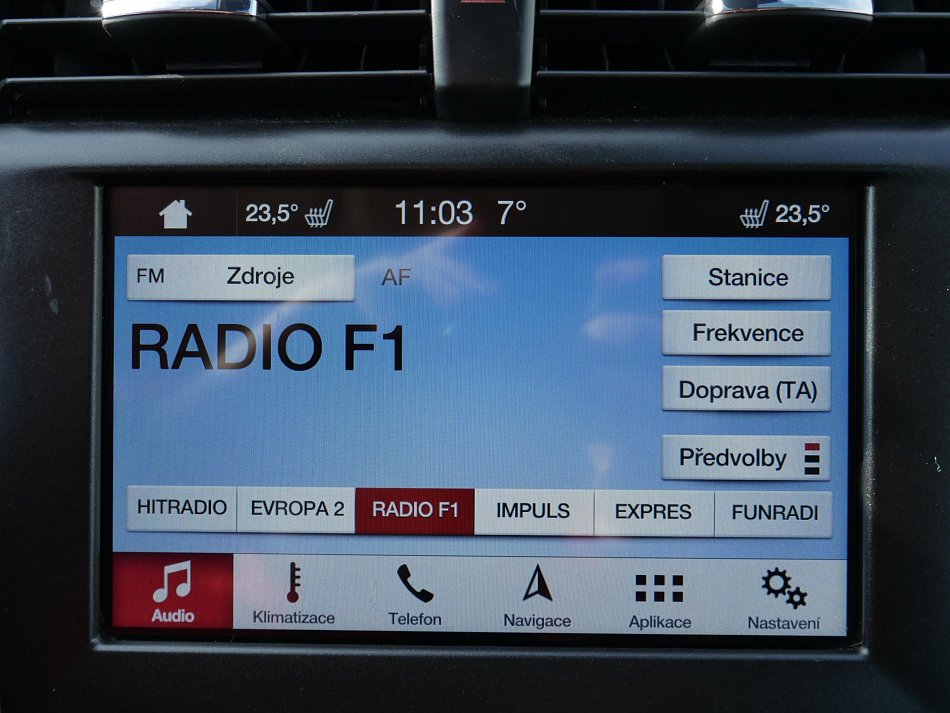 23,5° 11:03 7° 23,5°
FM Zdroje AF Stanice
RADIO F1 Frekvence
Doprava (TA)
Předvolby
HITRADIO EVROPA 2 RADIO F1 IMPULS EXPRES FUNRADI
Audio Klimatizace Telefon Navigace Aplikace Nastavení